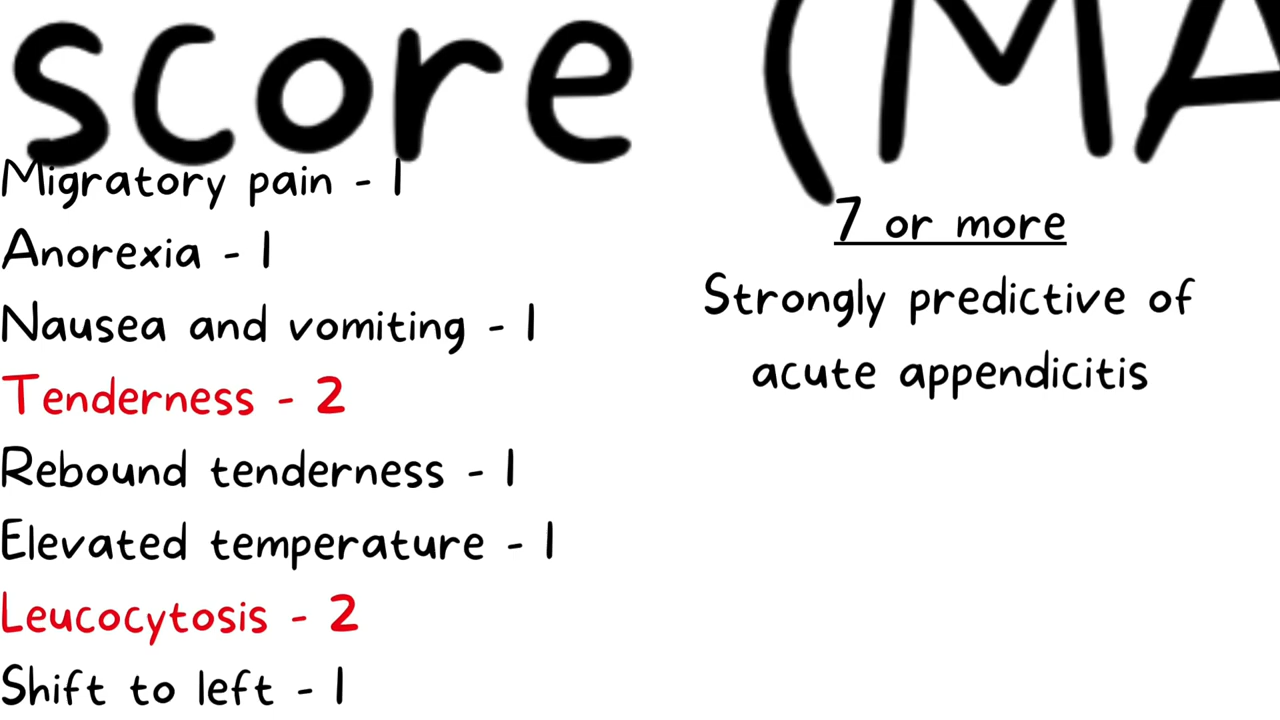 score (MA
Migratory pain - 1
Anorexia - 1
Nausea and vomiting - 1
Tenderness - 2
Rebound tenderness - 1
Elevated temperature - 1
Leucocytosis - 2
Shift to left - 1
7 or more
Strongly predictive of
acute appendicitis